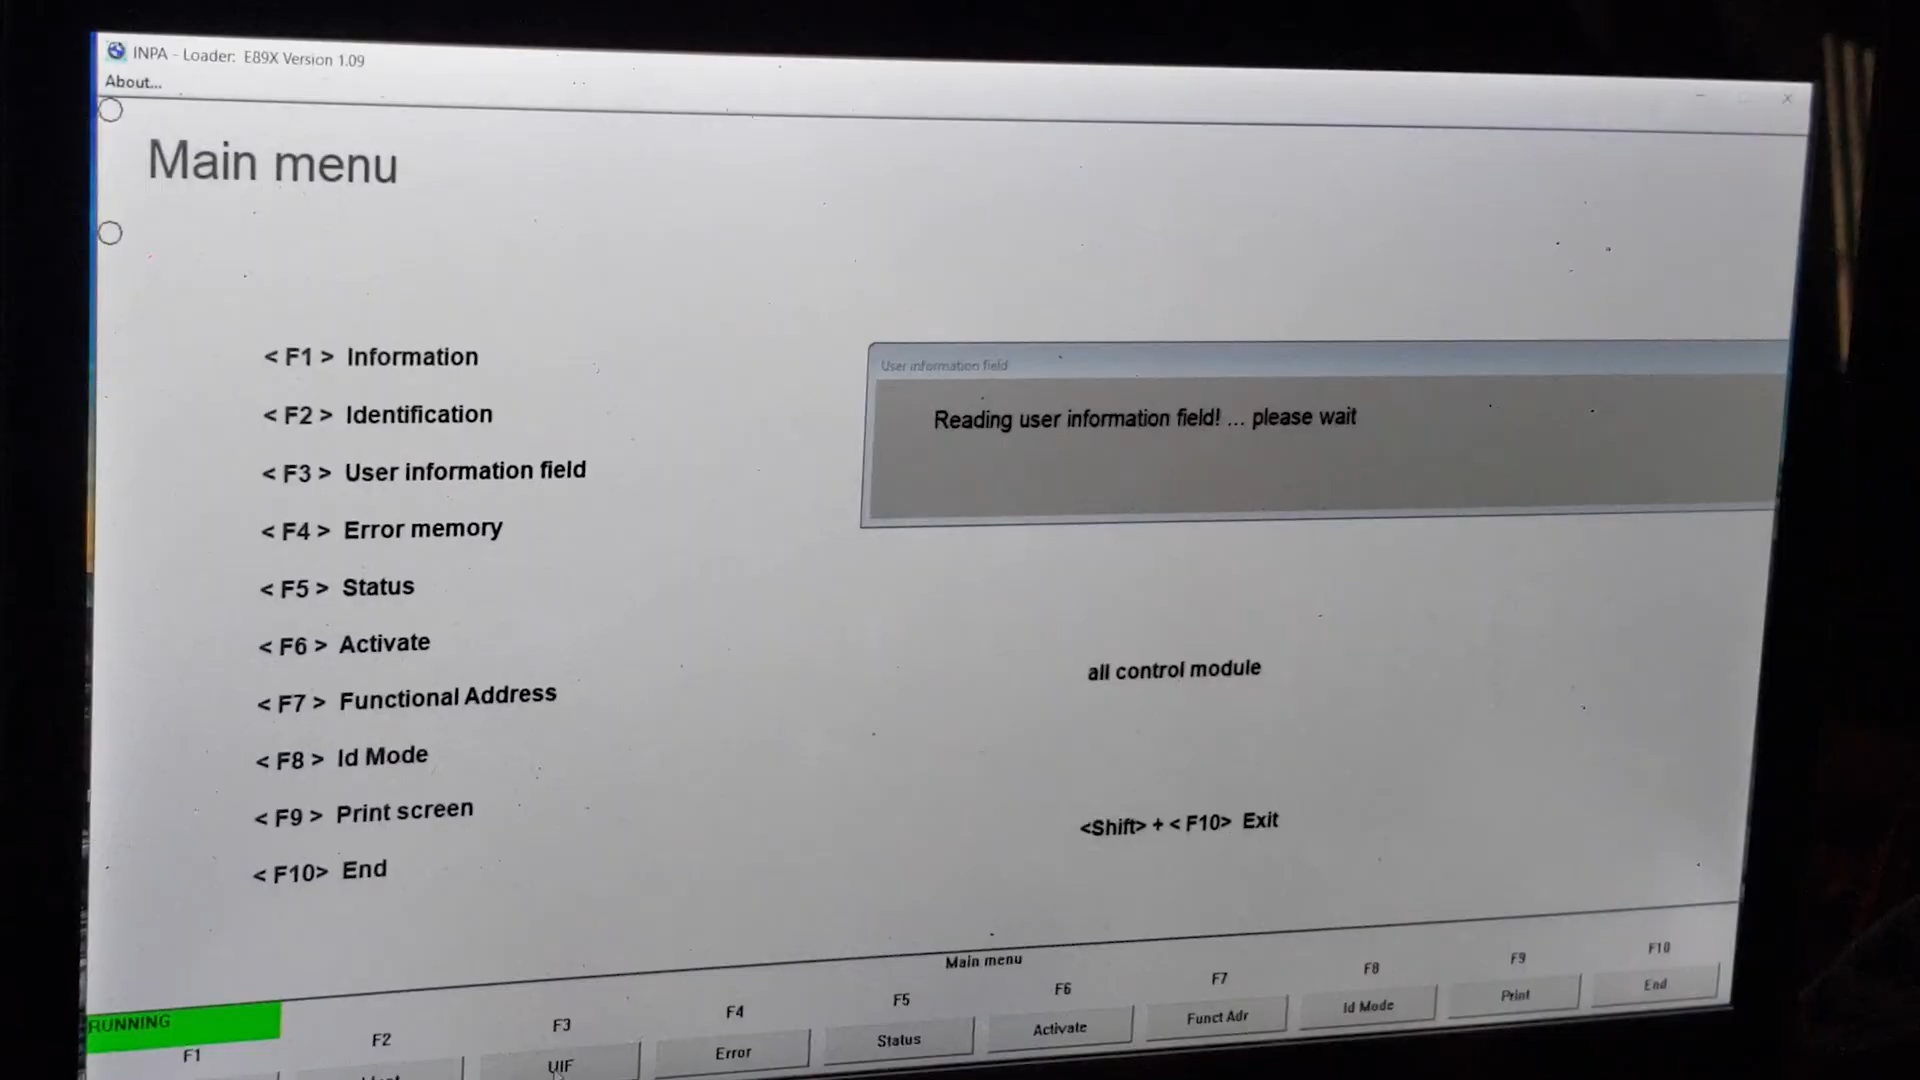 INPA - Loader: E89X Version 1.09
About...
Main menu
< F1 > Information
< F2 > Identification
< F3 > User information field
< F4 > Error memory
< F5 > Status
< F6 > Activate
< F7 > Functional Address
< F8 > Id Mode
< F9 > Print screen
< F10> End
User information field
Reading user information field! ... please wait
all control module
<Shift> + < F10> Exit
Main menu
RUNNING
F1 F2 F3 F4 F5 F6 F7 F8 F9 F10
UIF Error Status Activate Funct Adr Id Mode Print End